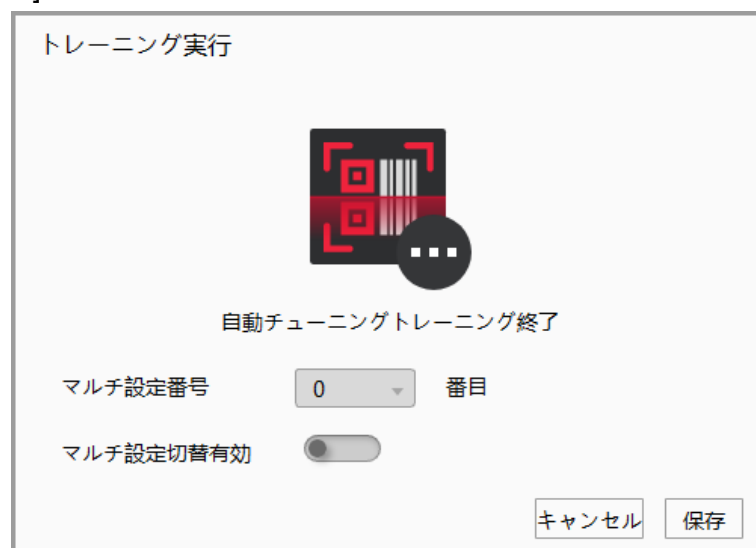 トレーニング実行
自動チューニングトレーニング終了
マルチ設定番号 0 番目
マルチ設定切替有効
キャンセル 保存